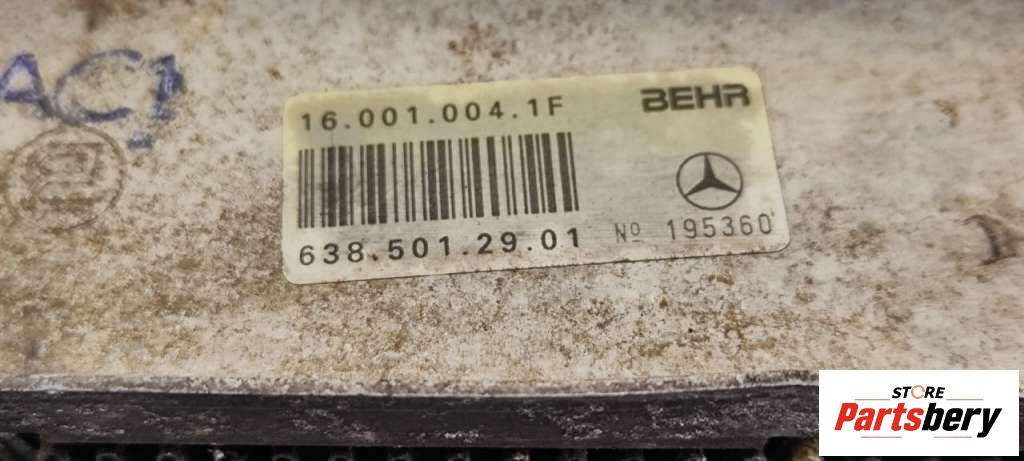 AC1
16.001.004.1F
BEHR
638.501.29.01
Nº 195360
STORE
Partsbery